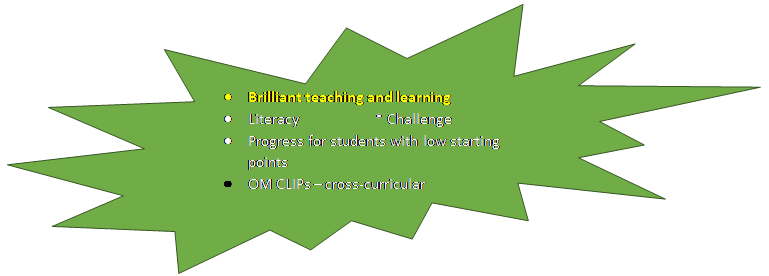 • Brilliant teaching and learning
• Literacy * Challenge
• Progress for students with low starting
points
• OM CLIPs – cross-curricular